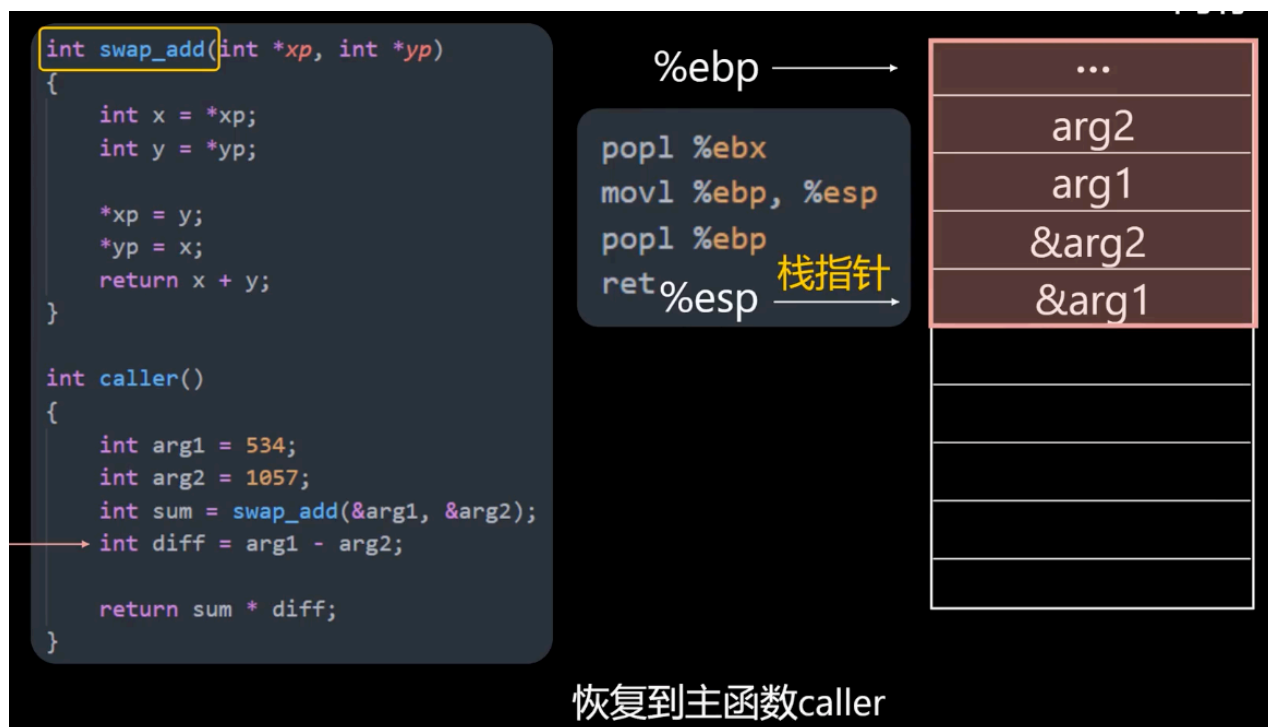 int swap_add(int *xp, int *yp)
{
int x = *xp;
int y = *yp;
*xp = y;
*yp = x;
return x + y;
}
int caller()
{
int arg1 = 534;
int arg2 = 1057;
int sum = swap_add(&arg1, &arg2);
int diff = arg1 - arg2;
return sum * diff;
}
%ebp
popl %ebx
movl %ebp, %esp
popl %ebp
ret
%esp
栈指针
...
arg2
arg1
&arg2
&arg1
恢复到主函数caller